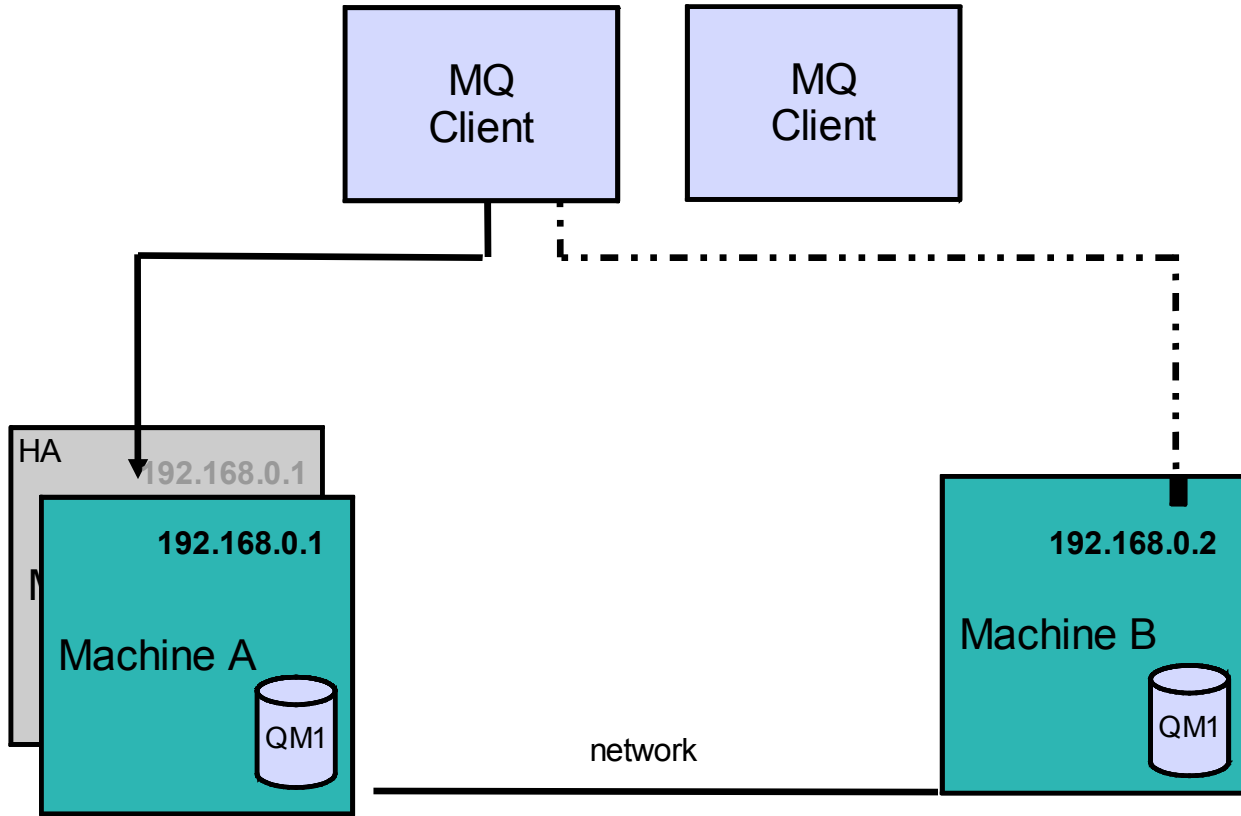 MQ
Client
MQ
Client
HA
192.168.0.1
192.168.0.1
Machine A
QM1
network
192.168.0.2
Machine B
QM1